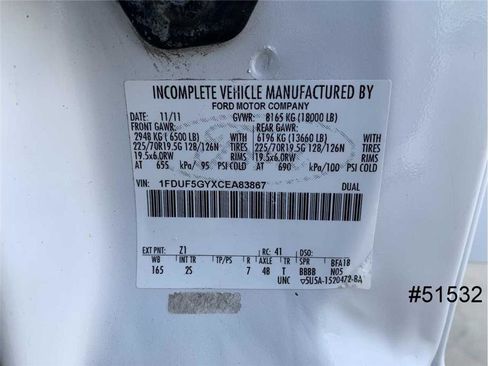 INCOMPLETE VEHICLE MANUFACTURED BY
FORD MOTOR COMPANY
DATE: 11/11 GVWR: 8165 KG (18000 LB)
FRONT GAWR: REAR GAWR:
2948 KG ( 6500 LB) WITH 6196 KG (13660 LB) WITH
225/70R19.5G 128/126N TIRES 225/70R19.5G 128/126N TIRES
19.5x6.0RW RIMS 19.5x6.0RW RIMS
AT 655 kPa/ 95 PSI COLD AT 690 kPa/100 PSI COLD
VIN: 1FDUF5GYXCEA83867 DUAL
EXT PNT: Z1 RC: 41 DSO:
WB INT TR TP/PS R AXLE TR SPR BFA18
165 2S 7 48 T BBBB N05
UNC ▽5U5A-1520472-BA
#51532